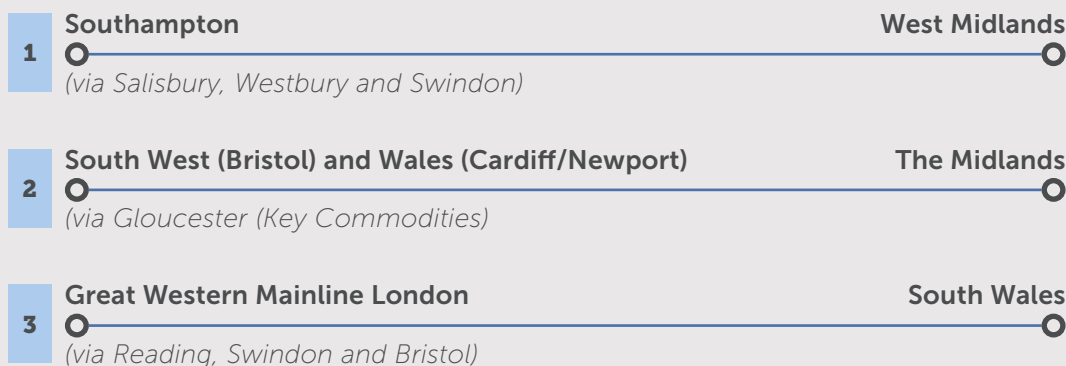 Southampton West Midlands
1
(via Salisbury, Westbury and Swindon)
South West (Bristol) and Wales (Cardiff/Newport) The Midlands
2
(via Gloucester (Key Commodities)
Great Western Mainline London South Wales
3
(via Reading, Swindon and Bristol)